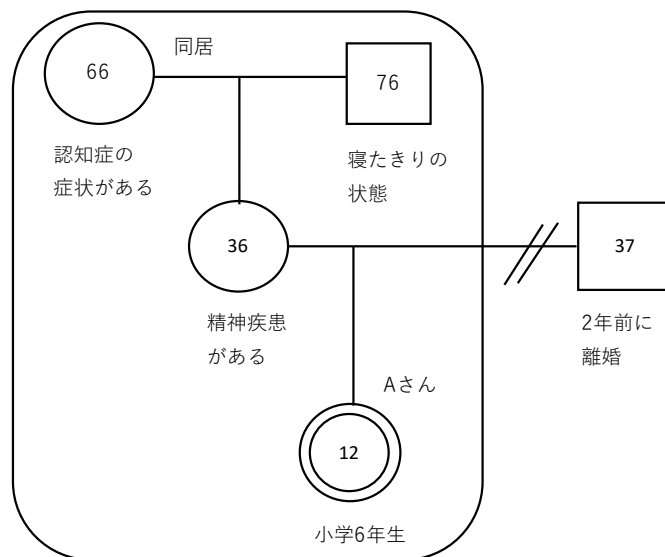 同居
66
76
認知症の
症状がある
寝たきりの
状態
36
37
精神疾患
がある
2年前に
離婚
Aさん
12
小学6年生